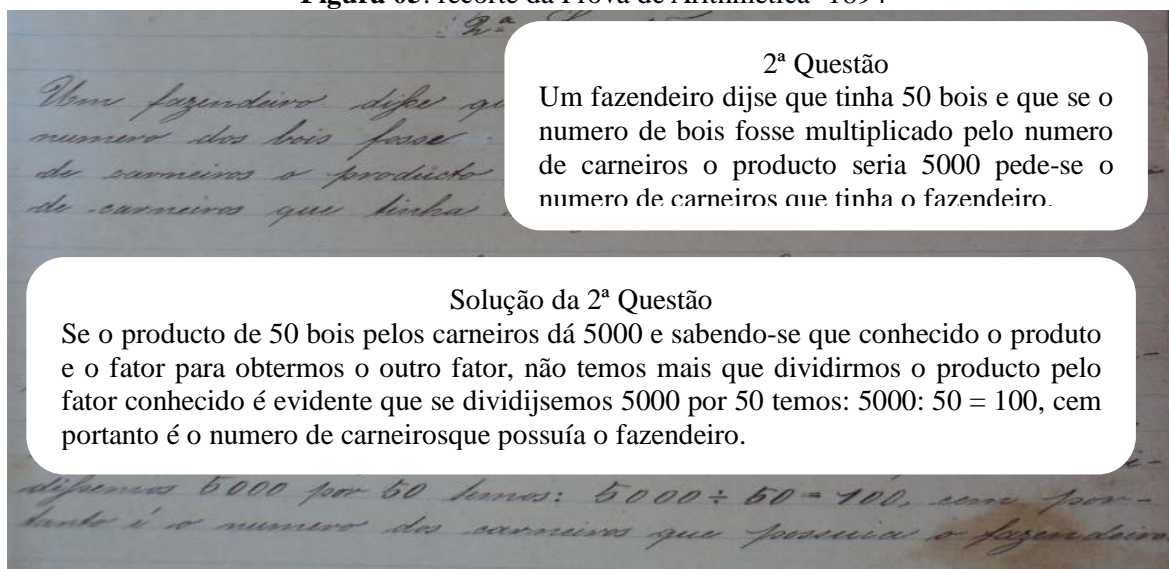 Figura 03: recorte da Prova de Arithmetica -1894
2ª
Um fazendeiro disse
numero dos bois fosse
de carneiros o producto
de carneiros que tinha
2ª Questão
Um fazendeiro dijse que tinha 50 bois e que se o
numero de bois fosse multiplicado pelo numero
de carneiros o producto seria 5000 pede-se o
numero de carneiros que tinha o fazendeiro.
Solução da 2ª Questão
Se o producto de 50 bois pelos carneiros dá 5000 e sabendo-se que conhecido o produto
e o fator para obtermos o outro fator, não temos mais que dividirmos o producto pelo
fator conhecido é evidente que se dividijsemos 5000 por 50 temos: 5000: 50 = 100, cem
portanto é o numero de carneirosque possuía o fazendeiro.
dissemos 5000 por 50 temos: 5000 ÷ 50 = 100, cem por-
tanto é o numero dos carneiros que possuia o fazendeiro